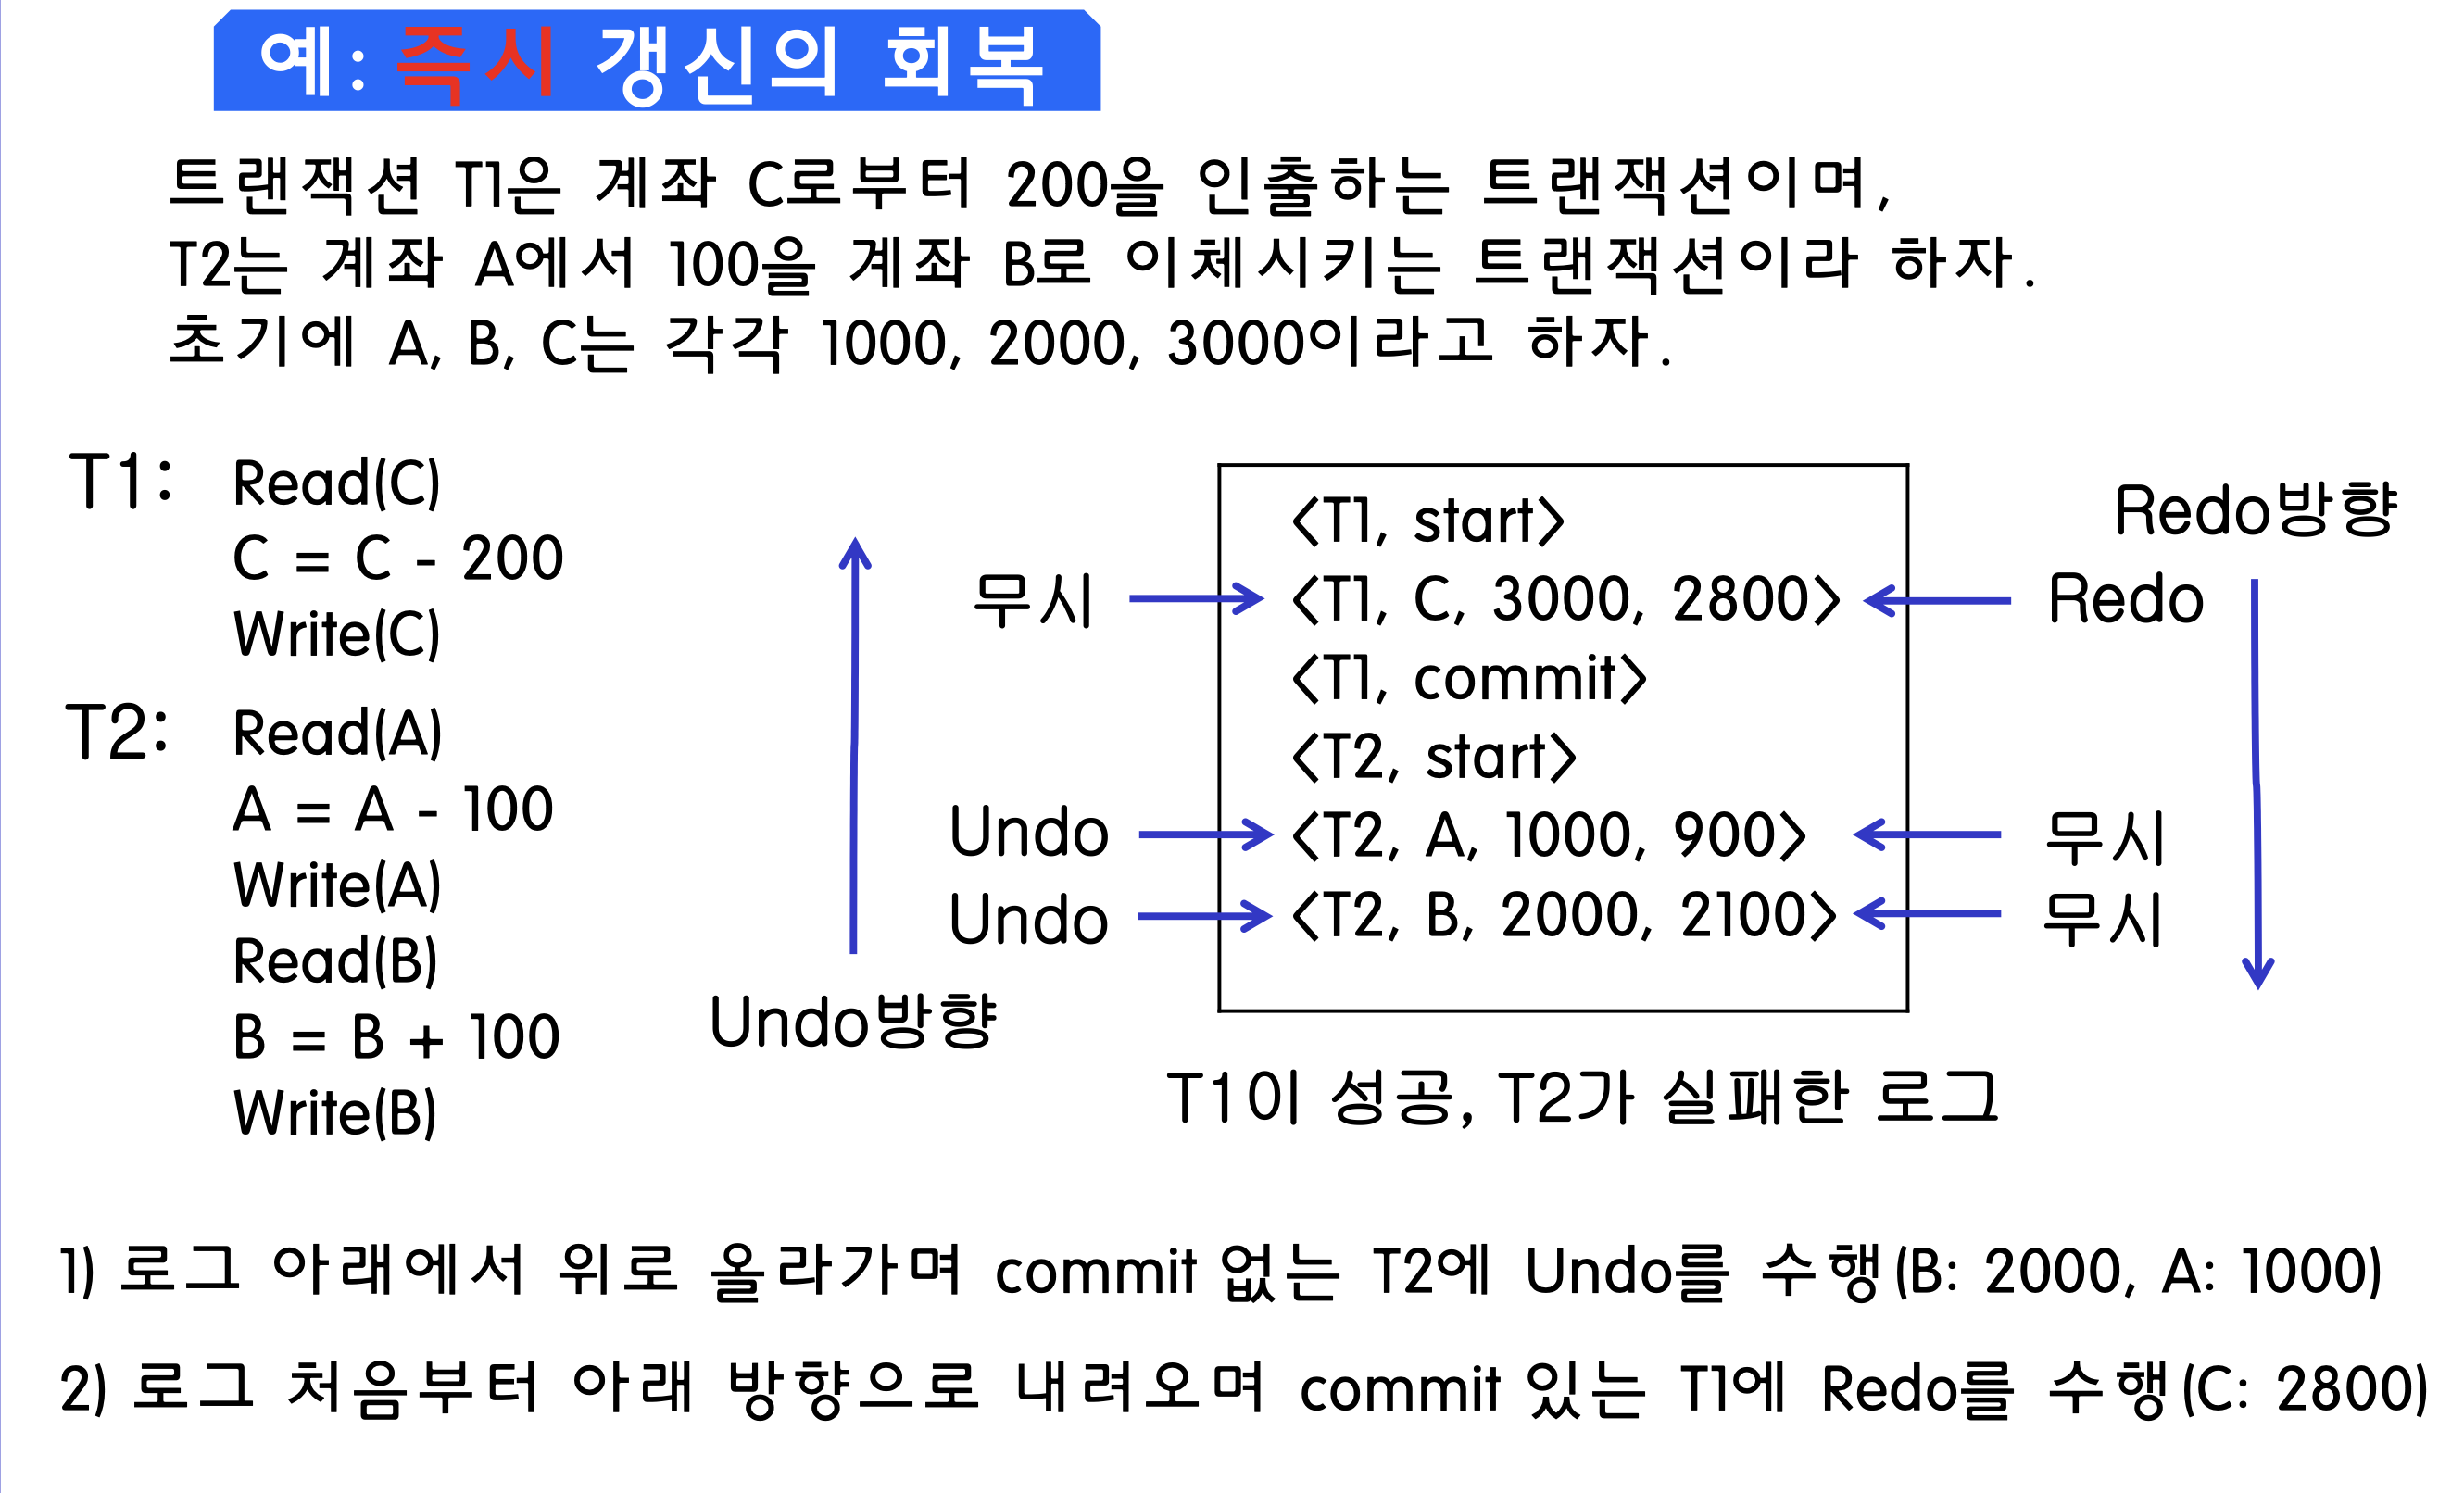 예: 즉시 갱신의 회복
트랜잭션 T1은 계좌 C로부터 200을 인출하는 트랜잭션이며,
T2는 계좌 A에서 100을 계좌 B로 이체시키는 트랜잭션이라 하자.
초기에 A, B, C는 각각 1000, 2000, 3000이라고 하자.
T1: Read(C)
C = C - 200
Write(C)
T2: Read(A)
A = A - 100
Write(A)
Read(B)
B = B + 100
Write(B)
무시
Undo
Undo
Undo방향
<T1, start>
<T1, C, 3000, 2800>
<T1, commit>
<T2, start>
<T2, A, 1000, 900>
<T2, B, 2000, 2100>
Redo방향
Redo
무시
무시
T1이 성공, T2가 실패한 로그
1) 로그 아래에서 위로 올라가며 commit 없는 T2에 Undo를 수행(B: 2000, A: 1000)
2) 로그 처음부터 아래 방향으로 내려오며 commit 있는 T1에 Redo를 수행(C: 2800)